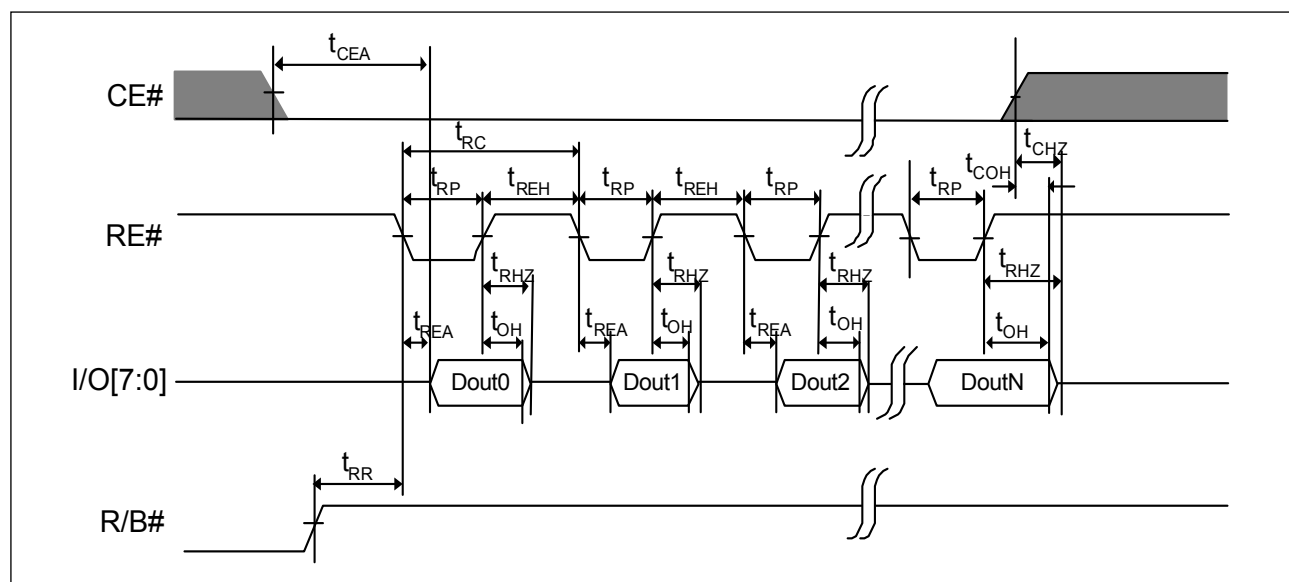 tCEA
CE#
tCHZ
tRC
tCOH
tRP tREH tRP tREH tRP tRP
RE#
tRHZ tRHZ tRHZ tRHZ
tREA tOH tREA tOH tREA tOH tOH
I/O[7:0] Dout0 Dout1 Dout2 DoutN
tRR
R/B#